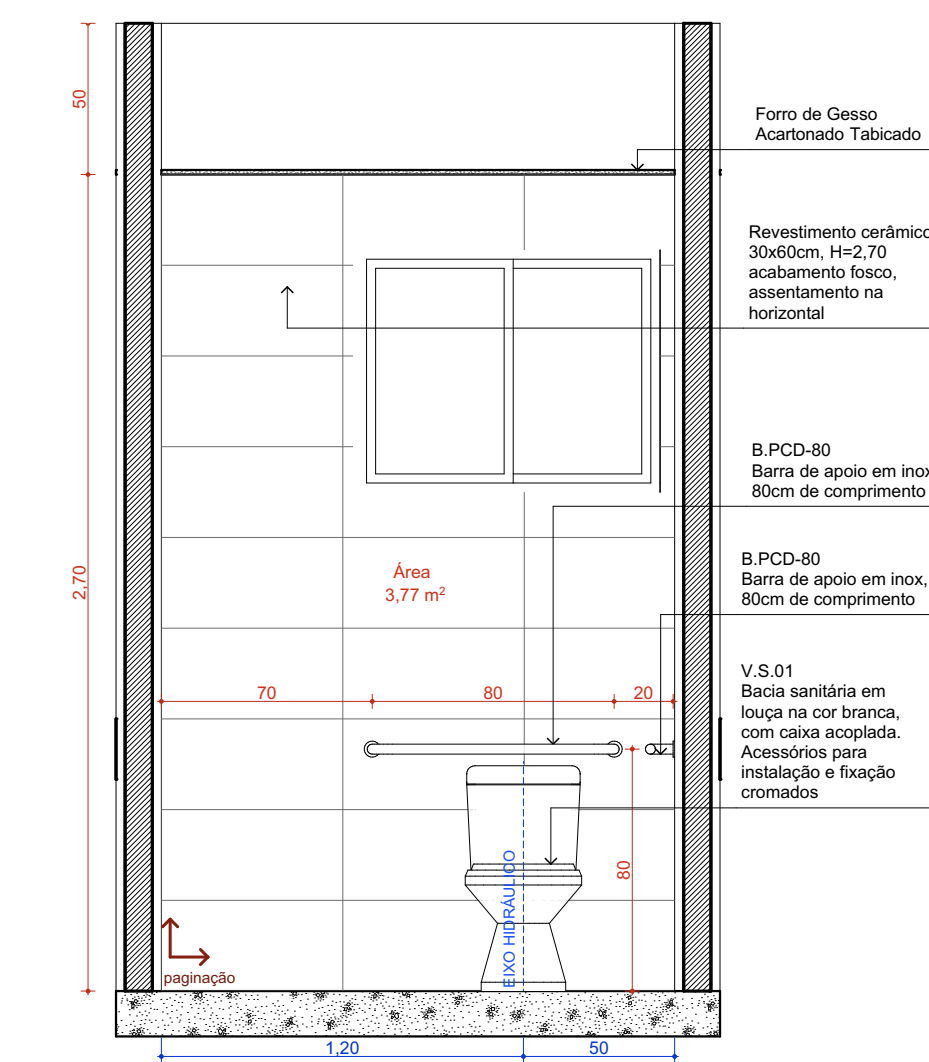 50
Forro de Gesso
Acartonado Tabicado
Revestimento cerâmico
30x60cm, H=2,70
acabamento fosco,
assentamento na
horizontal
B.PCD-80
Barra de apoio em inox
80cm de comprimento
2,70
Área
3,77 m²
B.PCD-80
Barra de apoio em inox,
80cm de comprimento
70
80
20
V.S.01
Bacia sanitária em
louça na cor branca,
com caixa acoplada.
Acessórios para
instalação e fixação
cromados
80
EIXO HIDRÁULICO
paginação
1,20
50